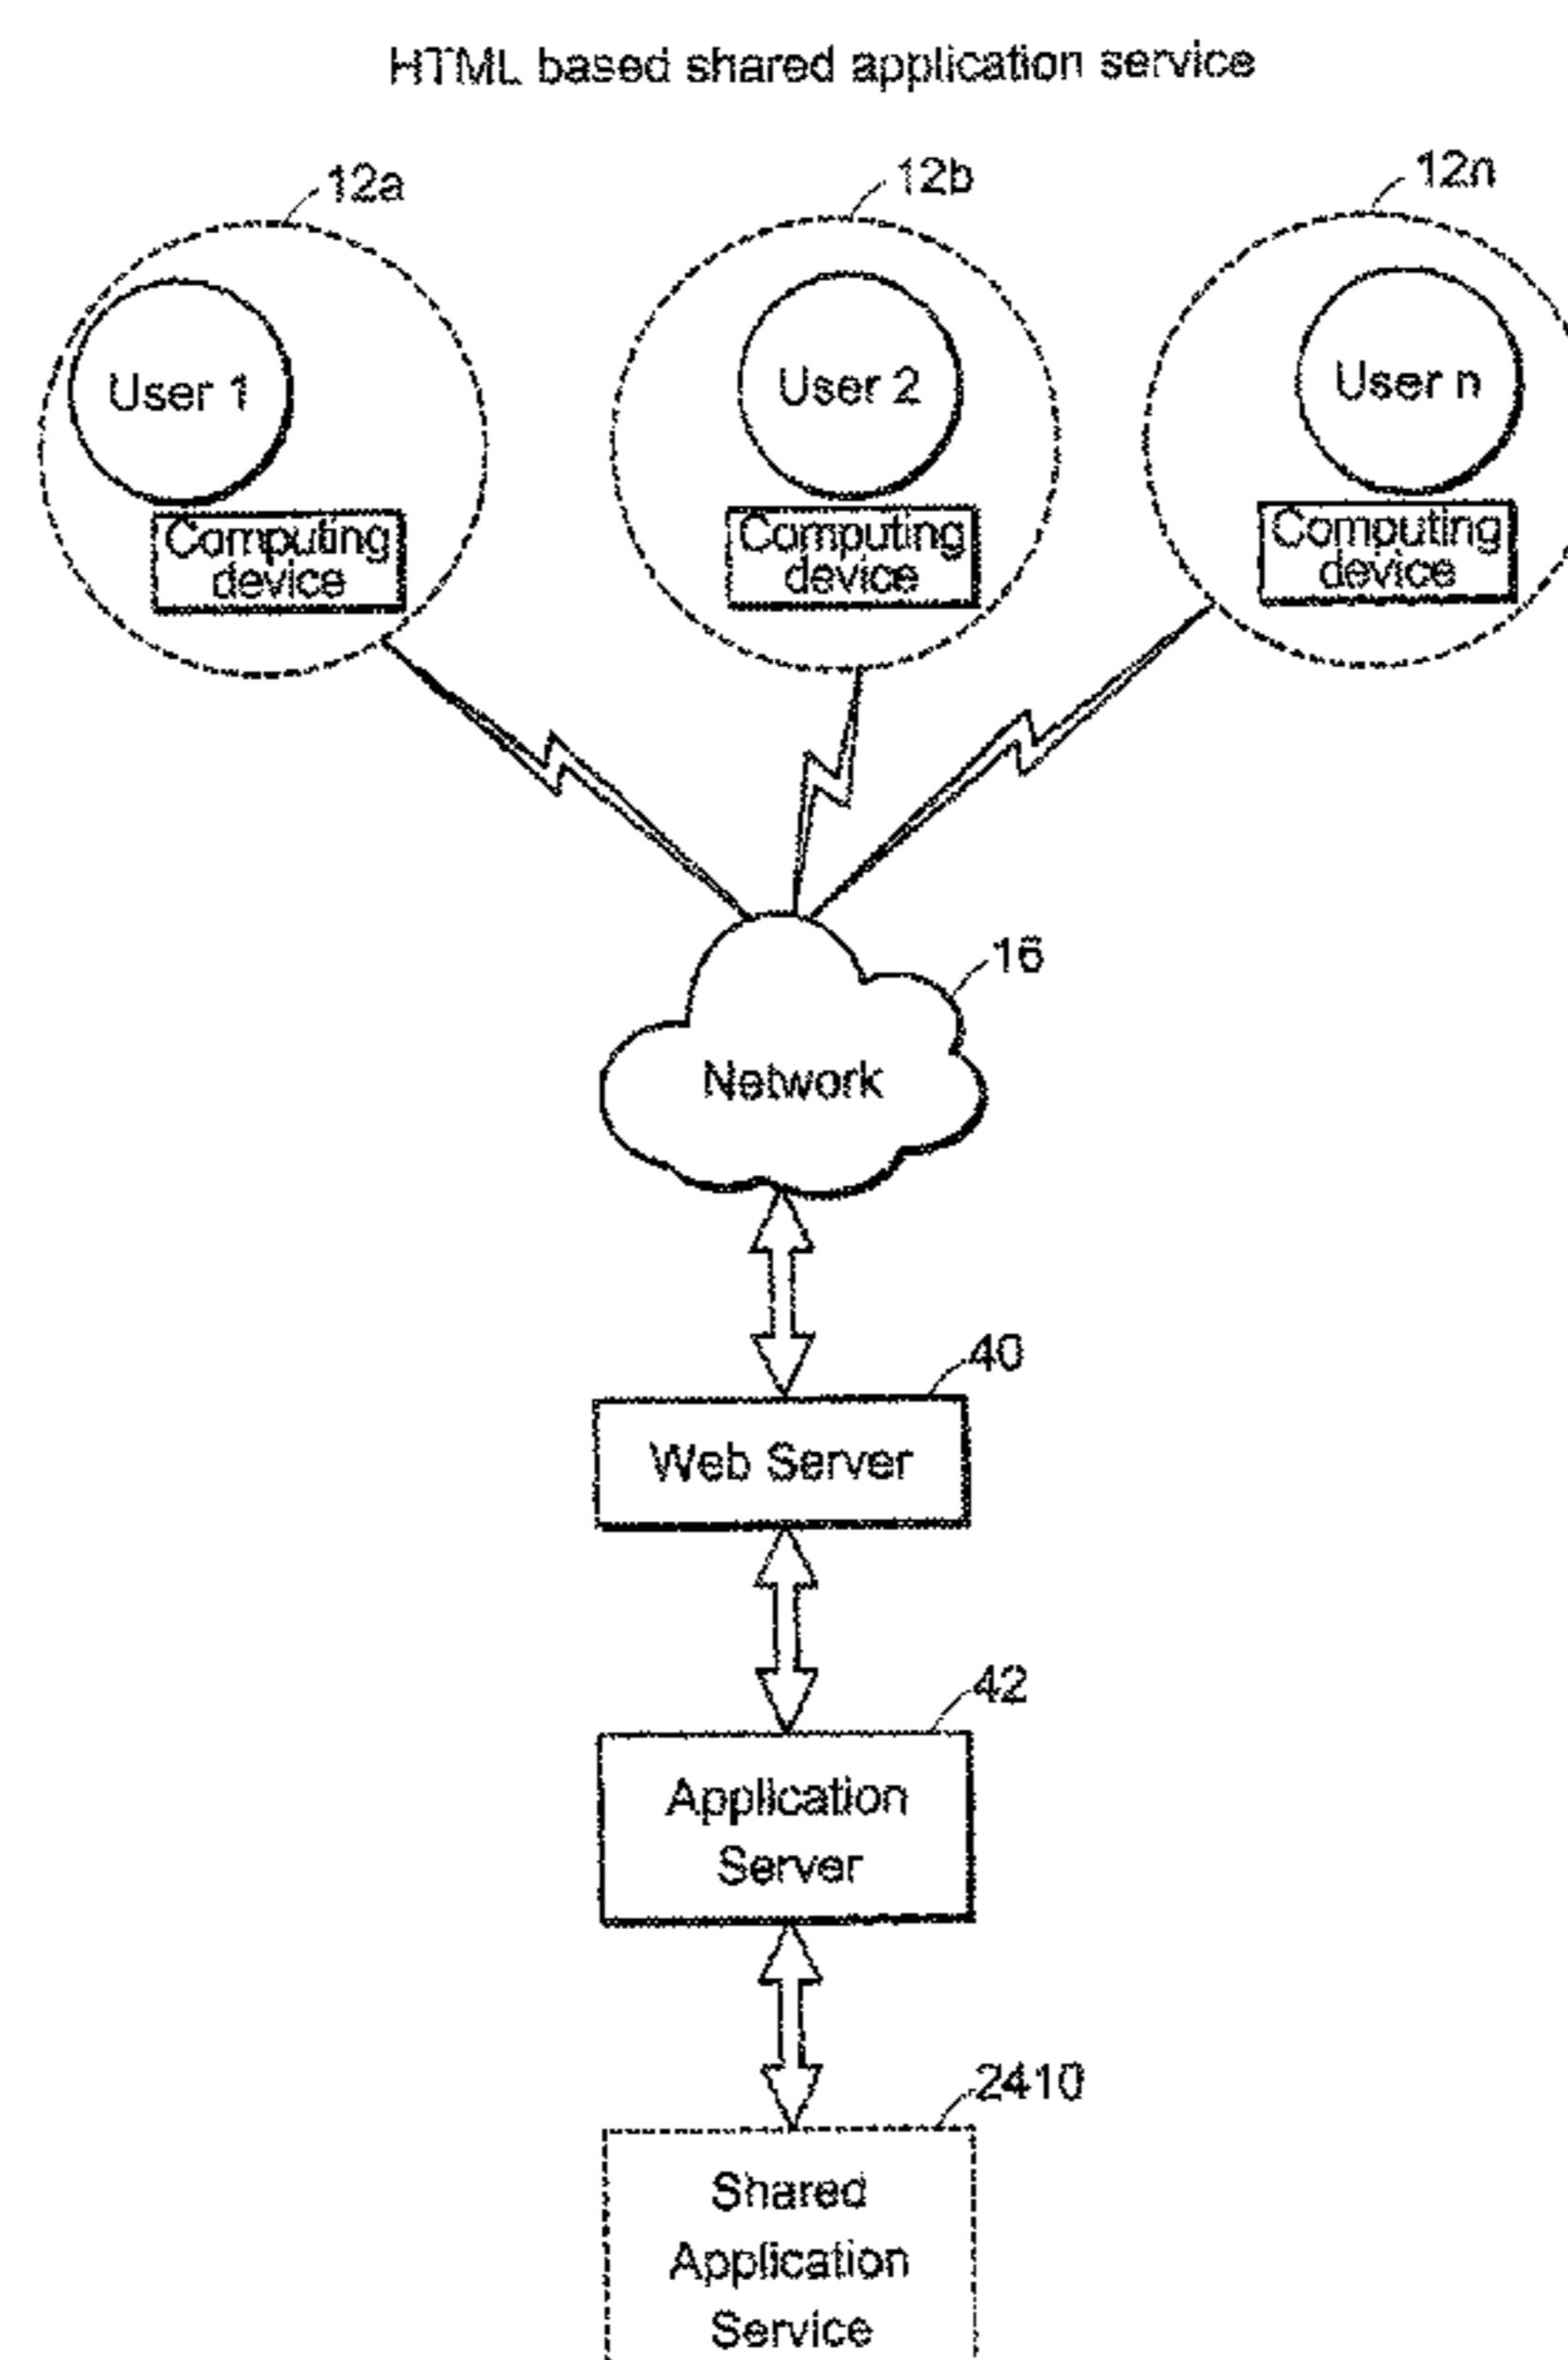 HTML based shared application service
12a
12b
12n
User 1
User 2
User n
Computing
device
Computing
device
Computing
device
16
Network
40
Web Server
42
Application
Server
2410
Shared
Application
Service